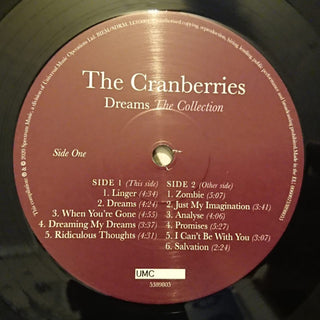 The Cranberries
Dreams The Collection
Side One
SIDE 1 (This side)
1. Linger (4:34)
2. Dreams (4:24)
3. When You're Gone (4:55)
4. Dreaming My Dreams (3:37)
5. Ridiculous Thoughts (4:31)
SIDE 2 (Other side)
1. Zombie (5:07)
2. Just My Imagination (3:41)
3. Analyse (4:06)
4. Promises (5:27)
5. I Can't Be With You (3:07)
6. Salvation (2:24)
UMC
5389803